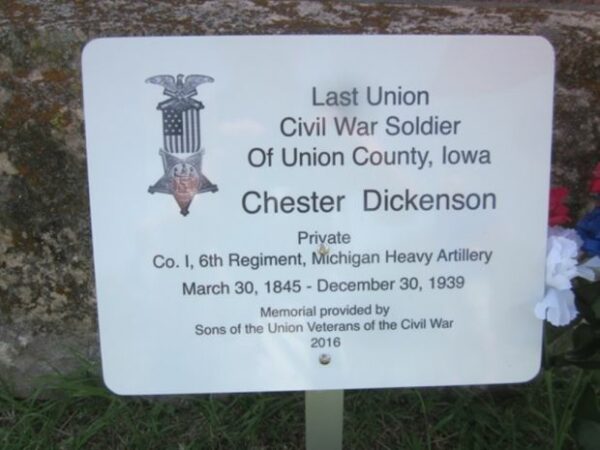 Last Union
Civil War Soldier
Of Union County, Iowa
Chester Dickenson
Private
Co. I, 6th Regiment, Michigan Heavy Artillery
March 30, 1845 - December 30, 1939
Memorial provided by
Sons of the Union Veterans of the Civil War
2016